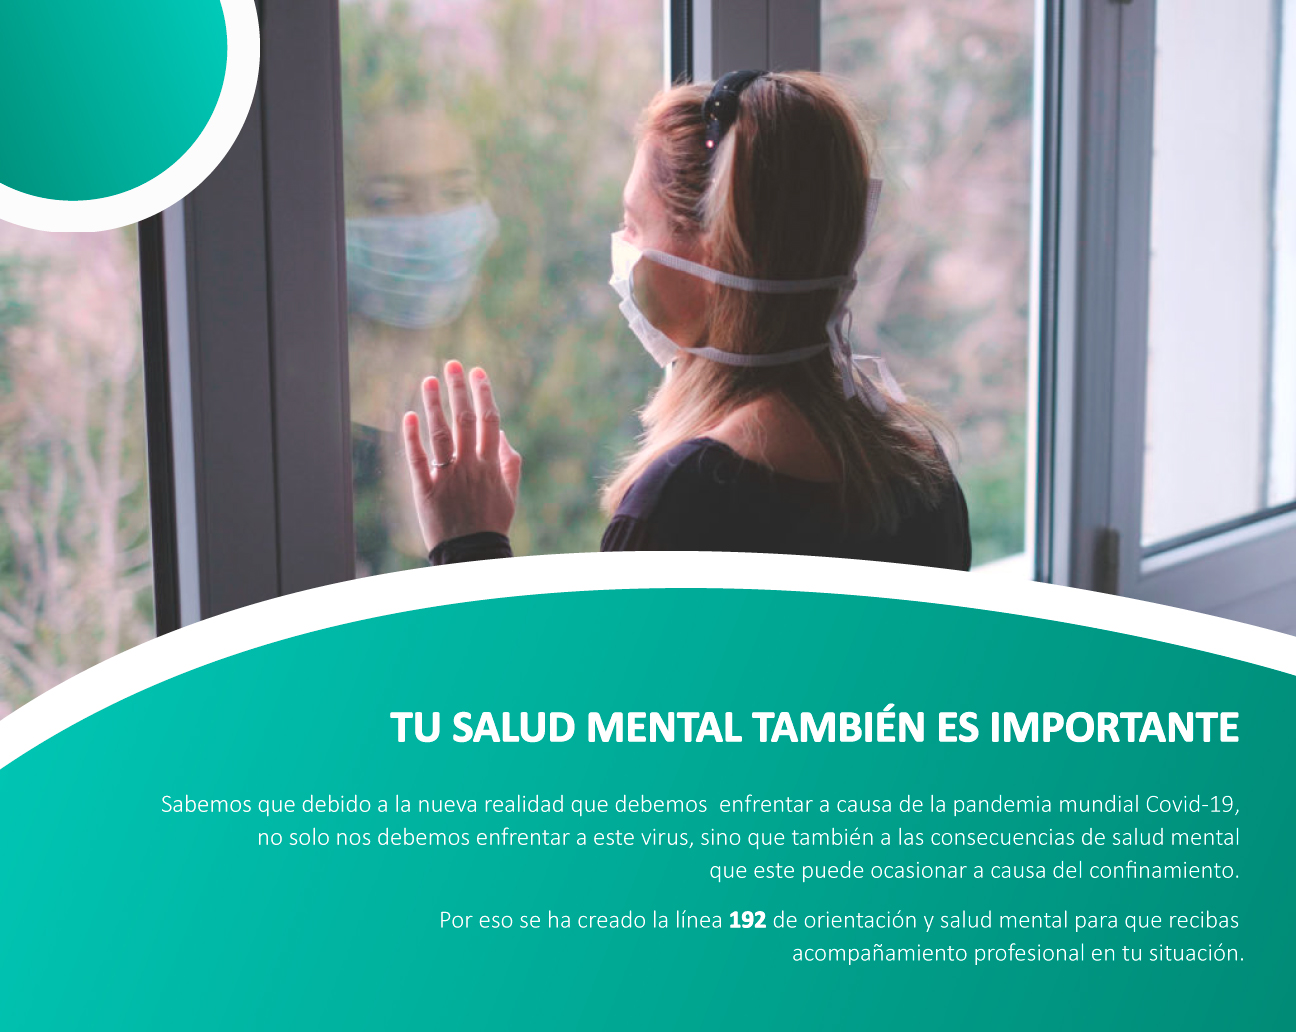 TU SALUD MENTAL TAMBIÉN ES IMPORTANTE
Sabemos que debido a la nueva realidad que debemos  enfrentar a causa de la pandemia mundial Covid-19,
no solo nos debemos enfrentar a este virus, sino que también a las consecuencias de salud mental
que este puede ocasionar a causa del confinamiento.
Por eso se ha creado la línea 192 de orientación y salud mental para que recibas
acompañamiento profesional en tu situación.